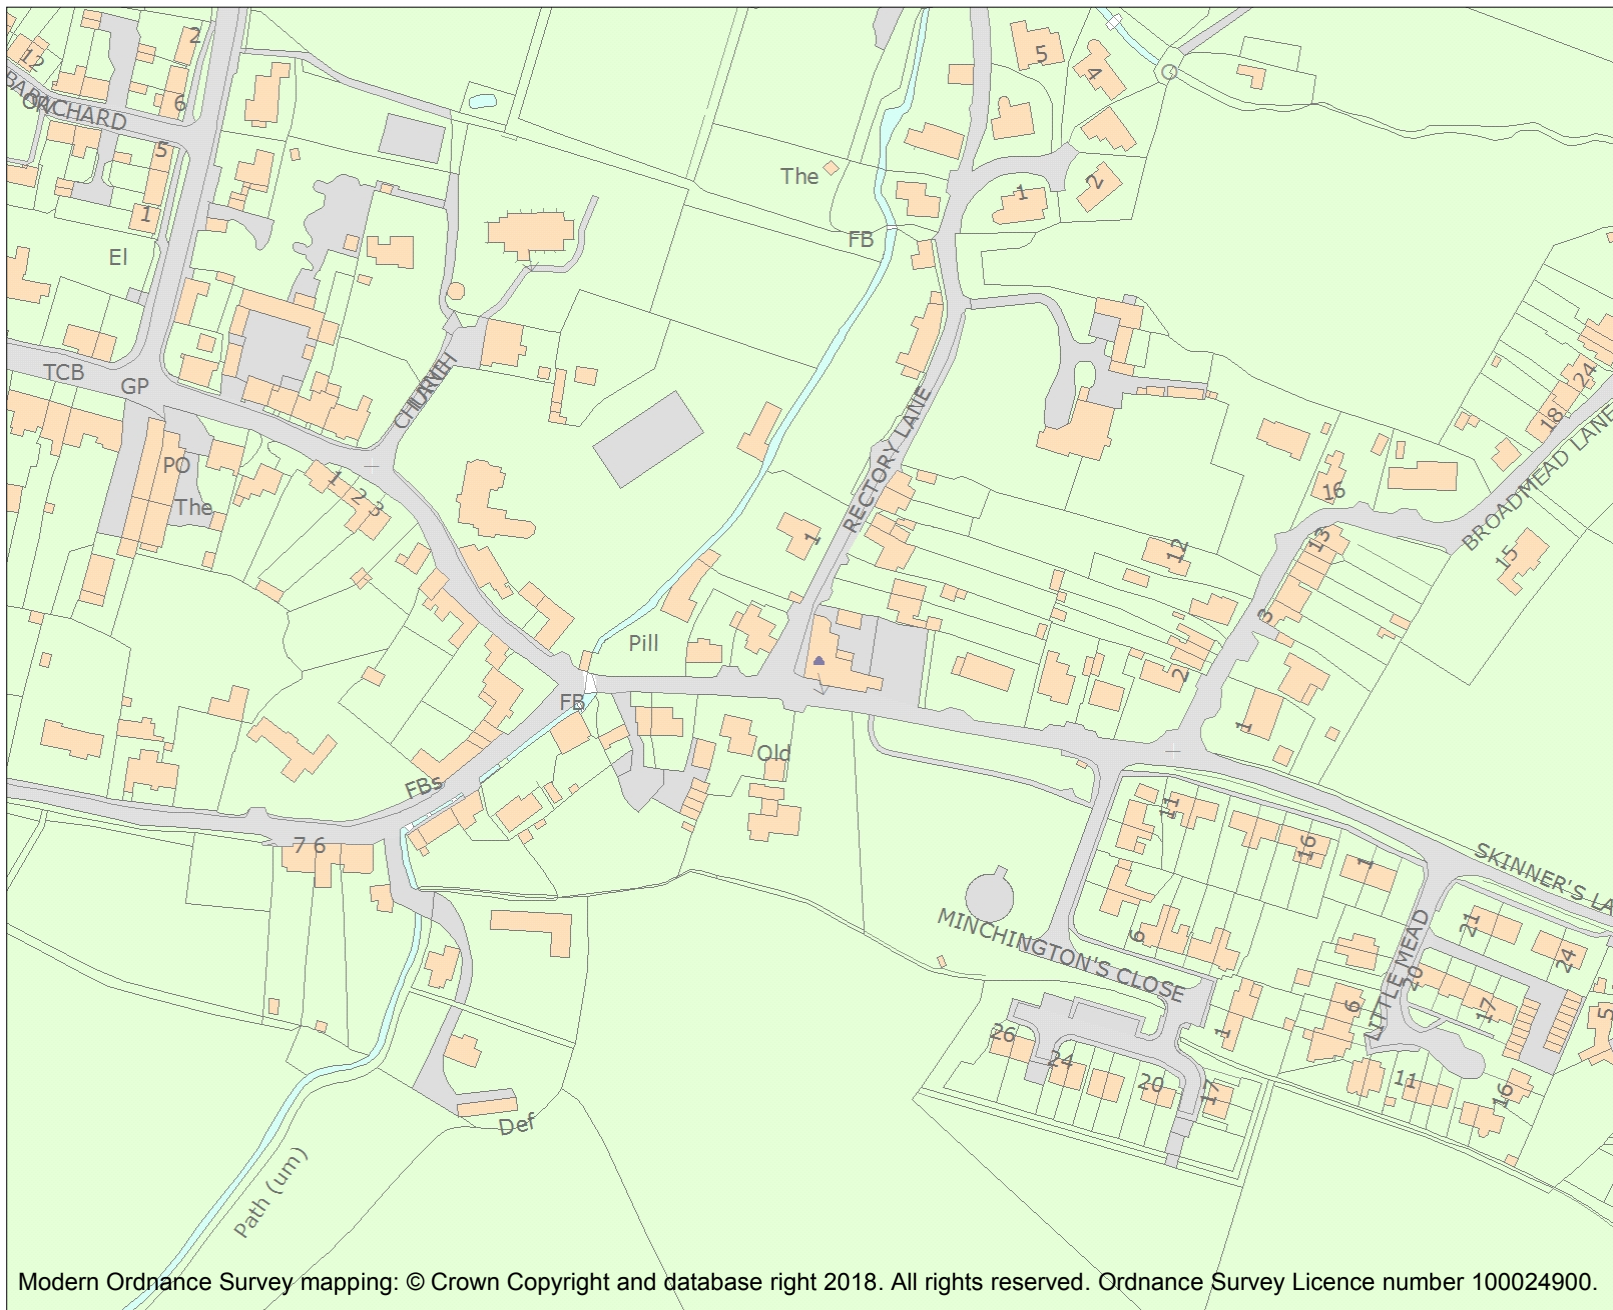 2
12
BARN
ORCHARD
6
5
1
El
TCB
GP
PO
The
CHURCH
1
2
3
5
4
The
FB
1
2
RECTORY LANE
24
18
BROADMEAD LANE
16
15
13
12
3
2
1
1
Pill
FB
Old
FBs
7 6
11
16
1
SKINNER'S LA
MINCHINGTON'S CLOSE
6
21
24
LITTLE MEAD
20
17
6
5
1
26
24
20
17
11
16
Def
Path (um)
Modern Ordnance Survey mapping: © Crown Copyright and database right 2018. All rights reserved. Ordnance Survey Licence number 100024900.